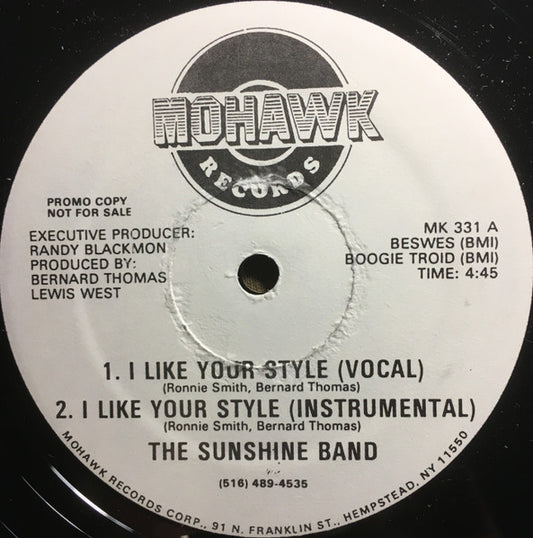 MOHAWK
RECORDS
PROMO COPY
NOT FOR SALE
EXECUTIVE PRODUCER:
RANDY BLACKMON
PRODUCED BY:
BERNARD THOMAS
LEWIS WEST
MK 331 A
BESWES (BMI)
BOOGIE TROID (BMI)
TIME: 4:45
1. I LIKE YOUR STYLE (VOCAL)
(Ronnie Smith, Bernard Thomas)
2. I LIKE YOUR STYLE (INSTRUMENTAL)
(Ronnie Smith, Bernard Thomas)
THE SUNSHINE BAND
(516) 489-4535
MOHAWK RECORDS CORP., 91 N. FRANKLIN ST., HEMPSTEAD, NY 11550